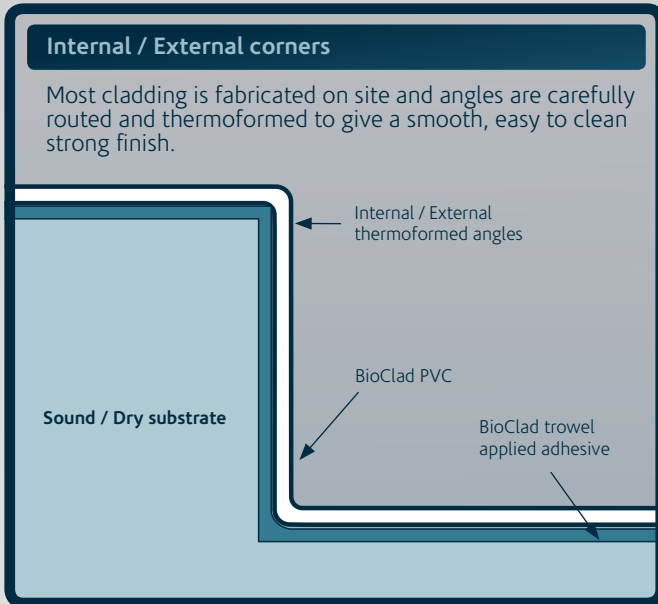 Internal / External corners
Most cladding is fabricated on site and angles are carefully
routed and thermoformed to give a smooth, easy to clean
strong finish.
Internal / External
thermoformed angles
BioClad PVC
Sound / Dry substrate
BioClad trowel
applied adhesive